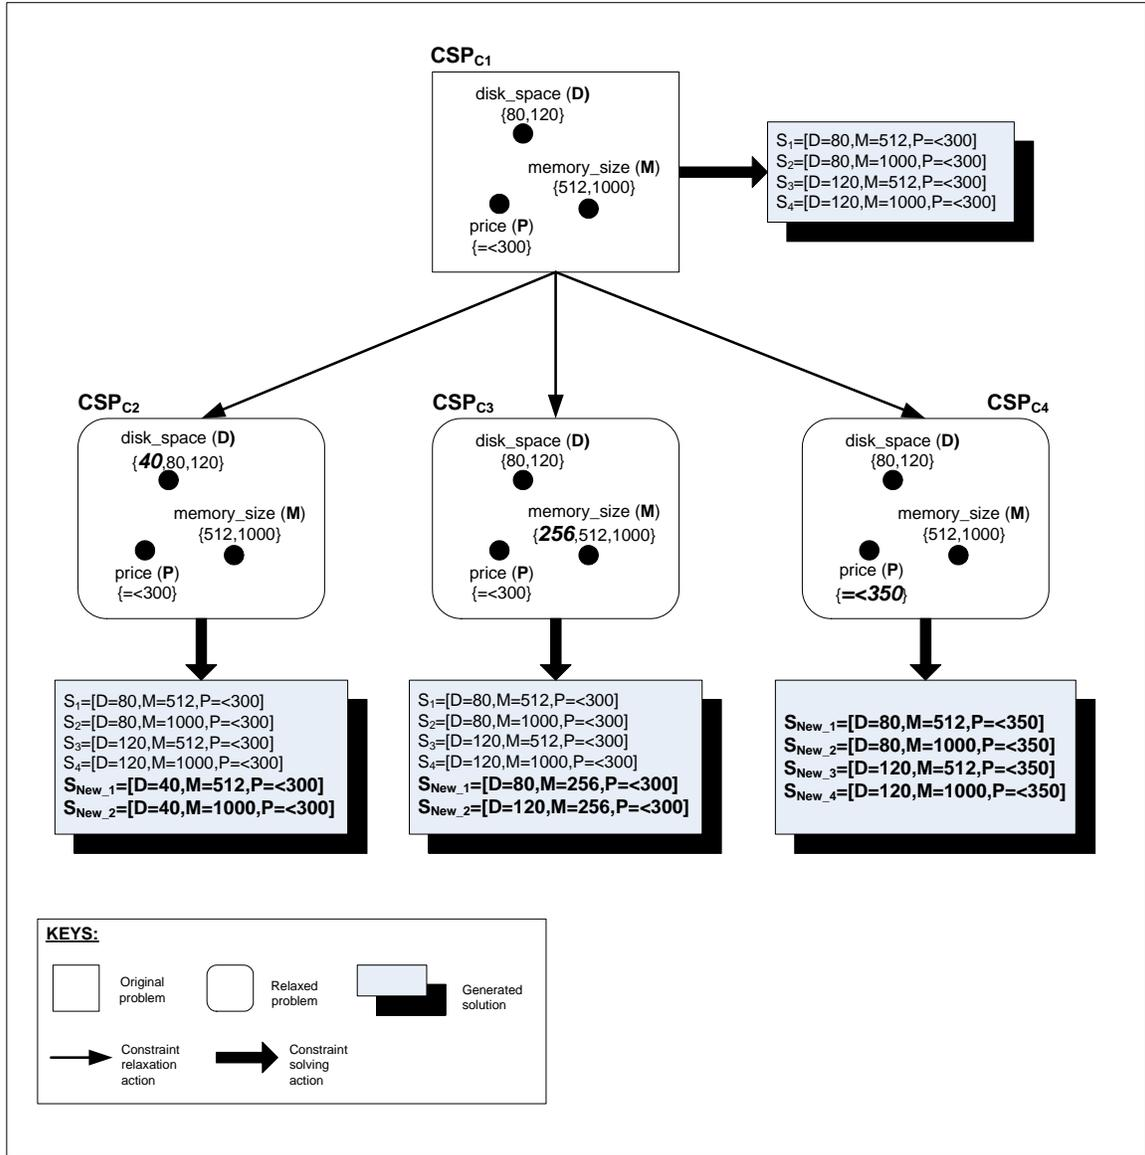 CSPC1
disk_space (D)
{80,120}
memory_size (M)
{512,1000}
price (P)
{=<300}
S1=[D=80,M=512,P=<300]
S2=[D=80,M=1000,P=<300]
S3=[D=120,M=512,P=<300]
S4=[D=120,M=1000,P=<300]
CSPC2
disk_space (D)
{40,80,120}
memory_size (M)
{512,1000}
price (P)
{=<300}
CSPC3
disk_space (D)
{80,120}
memory_size (M)
{256,512,1000}
price (P)
{=<300}
CSPC4
disk_space (D)
{80,120}
memory_size (M)
{512,1000}
price (P)
{=<350}
S1=[D=80,M=512,P=<300]
S2=[D=80,M=1000,P=<300]
S3=[D=120,M=512,P=<300]
S4=[D=120,M=1000,P=<300]
SNew_1=[D=40,M=512,P=<300]
SNew_2=[D=40,M=1000,P=<300]
S1=[D=80,M=512,P=<300]
S2=[D=80,M=1000,P=<300]
S3=[D=120,M=512,P=<300]
S4=[D=120,M=1000,P=<300]
SNew_1=[D=80,M=256,P=<300]
SNew_2=[D=120,M=256,P=<300]
SNew_1=[D=80,M=512,P=<350]
SNew_2=[D=80,M=1000,P=<350]
SNew_3=[D=120,M=512,P=<350]
SNew_4=[D=120,M=1000,P=<350]
KEYS:
Original
problem
Relaxed
problem
Generated
solution
Constraint
relaxation
action
Constraint
solving
action